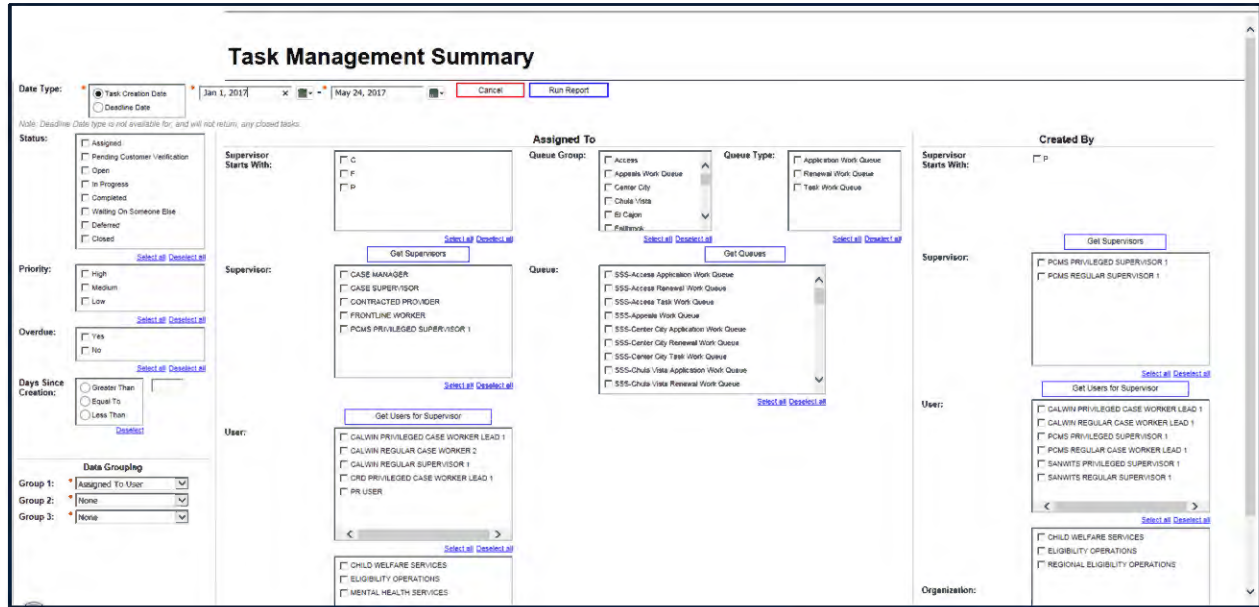 Task Management Summary
Date Type:
* Task Creation Date
Deadline Date
* Jan 1, 2017 x - * May 24, 2017
Cancel
Run Report
Note: Deadline Date type is not available for, and will not return, any closed tasks.
Status:
Assigned
Pending Customer Verification
Open
In Progress
Completed
Waiting On Someone Else
Deferred
Closed
Select all Deselect all
Priority:
High
Medium
Low
Select all Deselect all
Overdue:
Yes
No
Select all Deselect all
Days Since Creation:
Greater Than
Equal To
Less Than
Deselect
Data Grouping
Group 1: * Assigned To User
Group 2: * None
Group 3: * None
Assigned To
Supervisor
Starts With:
C
F
P
Select all Deselect all
Get Supervisors
Supervisor:
CASE MANAGER
CASE SUPERVISOR
CONTRACTED PROVIDER
FRONTLINE WORKER
PCMS PRIVILEGED SUPERVISOR 1
Select all Deselect all
Get Users for Supervisor
User:
CALWIN PRIVILEGED CASE WORKER LEAD 1
CALWIN REGULAR CASE WORKER 2
CALWIN REGULAR SUPERVISOR 1
CRD PRIVILEGED CASE WORKER LEAD 1
PR USER
Select all Deselect all
CHILD WELFARE SERVICES
ELIGIBILITY OPERATIONS
MENTAL HEALTH SERVICES
Queue Group:
Access
Appeals Work Queue
Center City
Chula Vista
El Cajon
Fallbrook
Select all Deselect all
Queue Type:
Application Work Queue
Renewal Work Queue
Task Work Queue
Select all Deselect all
Get Queues
Queue:
SSS-Access Application Work Queue
SSS-Access Renewal Work Queue
SSS-Access Task Work Queue
SSS-Appeals Work Queue
SSS-Center City Application Work Queue
SSS-Center City Renewal Work Queue
SSS-Center City Task Work Queue
SSS-Chula Vista Application Work Queue
SSS-Chula Vista Renewal Work Queue
Select all Deselect all
Created By
Supervisor
Starts With:
P
Get Supervisors
Supervisor:
PCMS PRIVILEGED SUPERVISOR 1
PCMS REGULAR SUPERVISOR 1
Select all Deselect all
Get Users for Supervisor
User:
CALWIN PRIVILEGED CASE WORKER LEAD 1
CALWIN REGULAR CASE WORKER LEAD 1
PCMS PRIVILEGED SUPERVISOR 1
PCMS REGULAR CASE WORKER LEAD 1
SANWITS PRIVILEGED SUPERVISOR 1
SANWITS REGULAR SUPERVISOR 1
Select all Deselect all
CHILD WELFARE SERVICES
ELIGIBILITY OPERATIONS
REGIONAL ELIGIBILITY OPERATIONS
Organization: